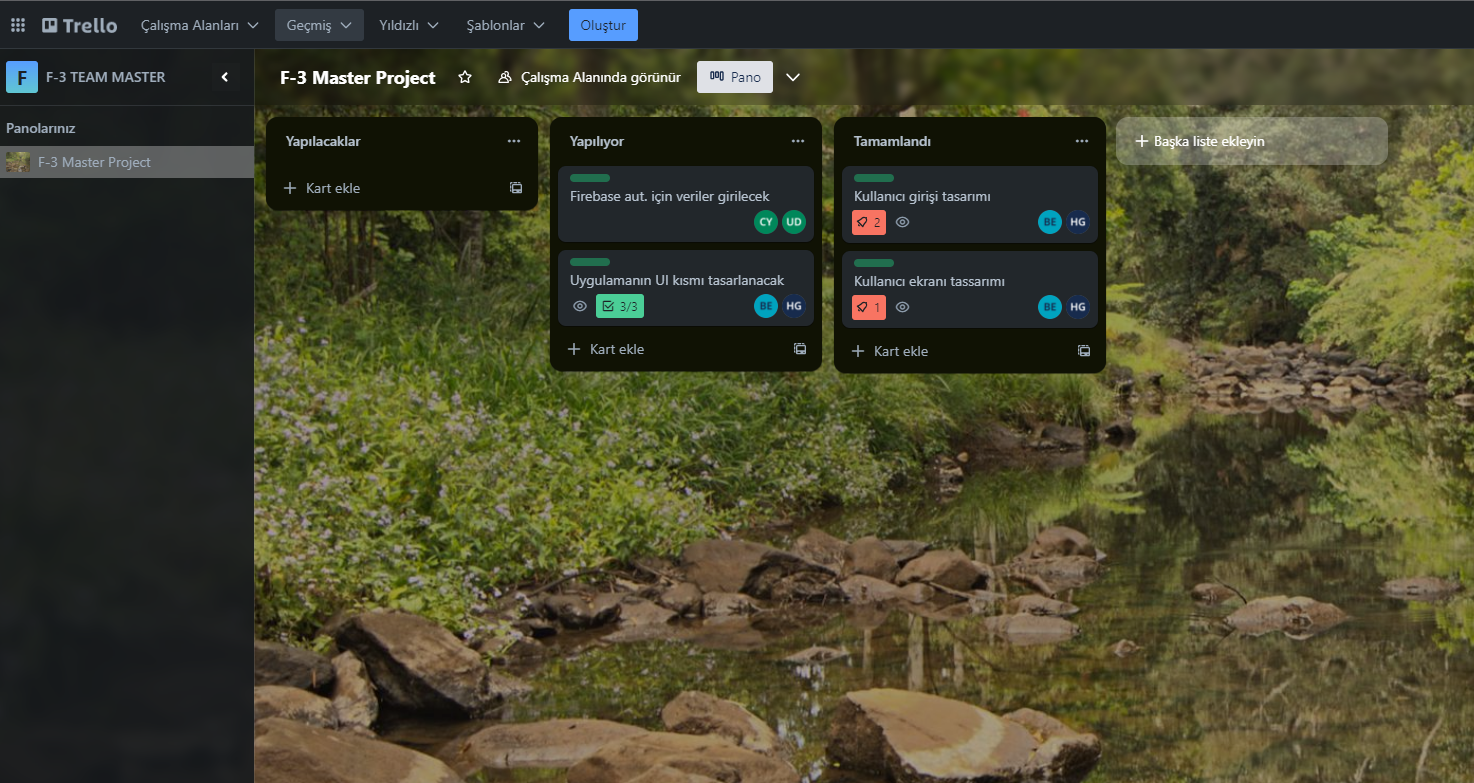 Trello
Çalışma Alanları
Geçmiş
Yıldızlı
Şablonlar
Oluştur
F
F-3 TEAM MASTER
F-3 Master Project
Çalışma Alanında görünür
Pano
Panolarınız
F-3 Master Project
Yapılacaklar
Kart ekle
Yapılıyor
Firebase aut. için veriler girilecek
CY
UD
Uygulamanın UI kısmı tasarlanacak
3/3
BE
HG
Kart ekle
Tamamlandı
Kullanıcı girişi tasarımı
2
BE
HG
Kullanıcı ekranı tassarımı
1
BE
HG
Kart ekle
Başka liste ekleyin